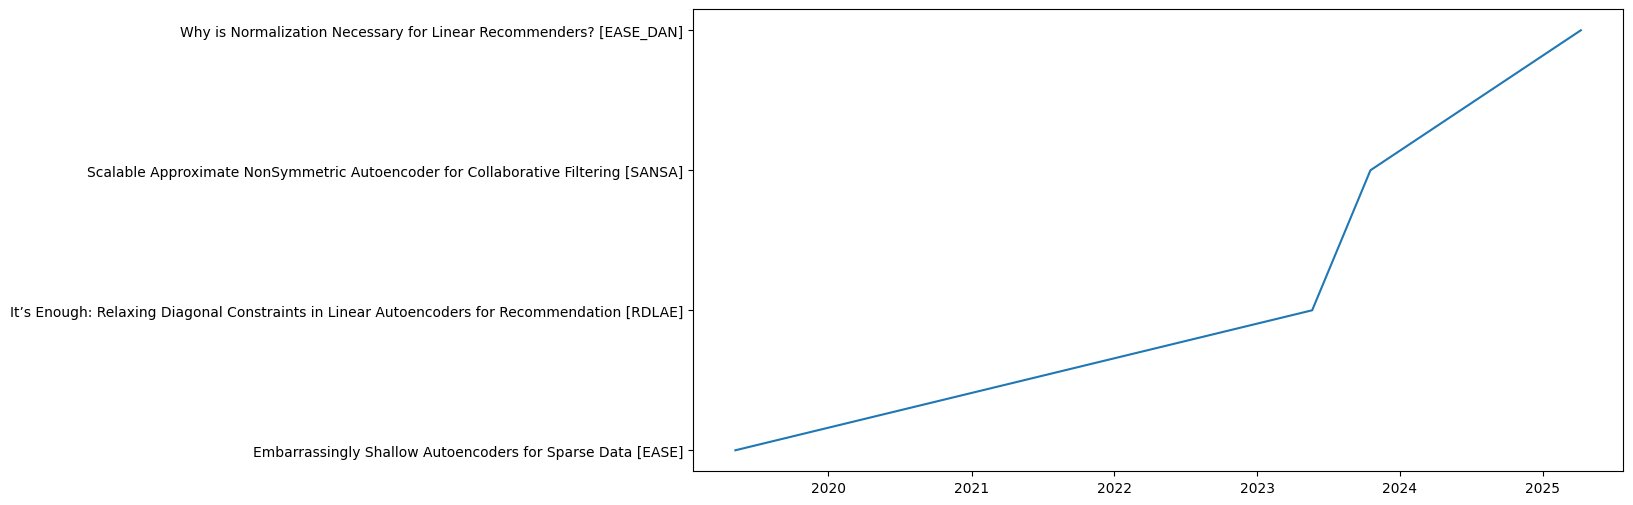 Why is Normalization Necessary for Linear Recommenders? [EASE_DAN]
Scalable Approximate NonSymmetric Autoencoder for Collaborative Filtering [SANSA]
It’s Enough: Relaxing Diagonal Constraints in Linear Autoencoders for Recommendation [RDLAE]
Embarrassingly Shallow Autoencoders for Sparse Data [EASE]
2020 2021 2022 2023 2024 2025